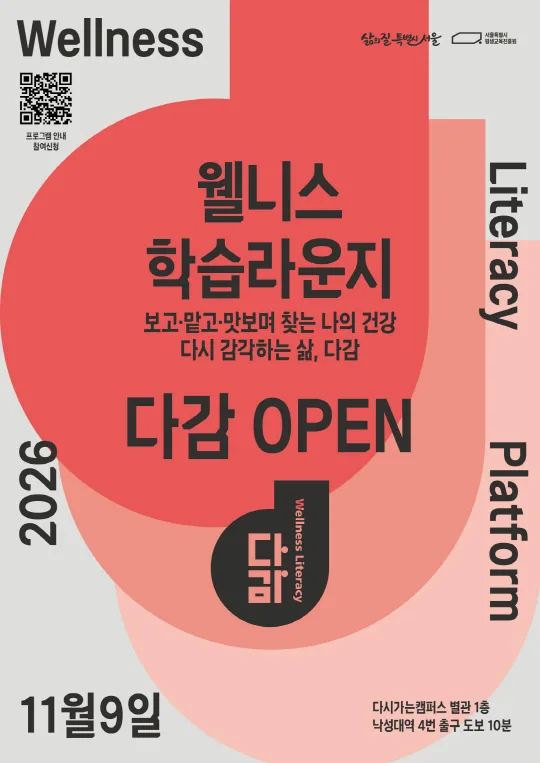 Wellness
삶의질 특별시 서울
서울특별시
평생교육진흥원
프로그램 안내
참여신청
웰니스
학습라운지
보고·맡고·맛보며 찾는 나의 건강
다시 감각하는 삶, 다감
다감 OPEN
Literacy
Platform
2026
다감
Wellness Literacy
11월9일
다시가는캠퍼스 별관 1층
낙성대역 4번 출구 도보 10분